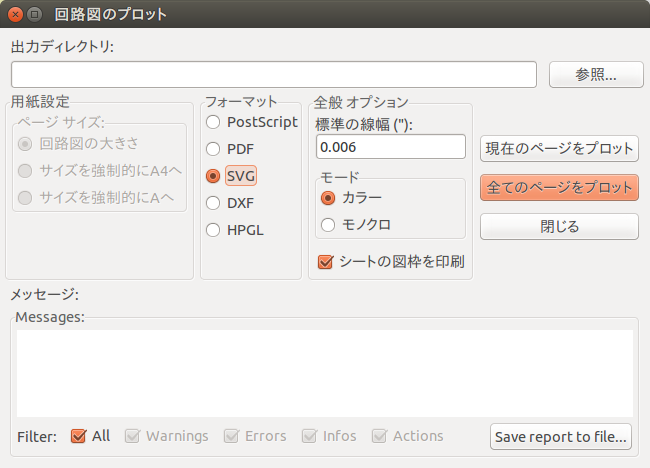 回路図のプロット
出力ディレクトリ:
参照...
用紙設定
ページ サイズ:
回路図の大きさ
サイズを強制的にA4へ
サイズを強制的にAへ
フォーマット
PostScript
PDF
SVG
DXF
HPGL
全般 オプション
標準の線幅 ("):
0.006
モード
カラー
モノクロ
シートの図枠を印刷
現在のページをプロット
全てのページをプロット
閉じる
メッセージ:
Messages:
Filter: All Warnings Errors Infos Actions Save report to file...